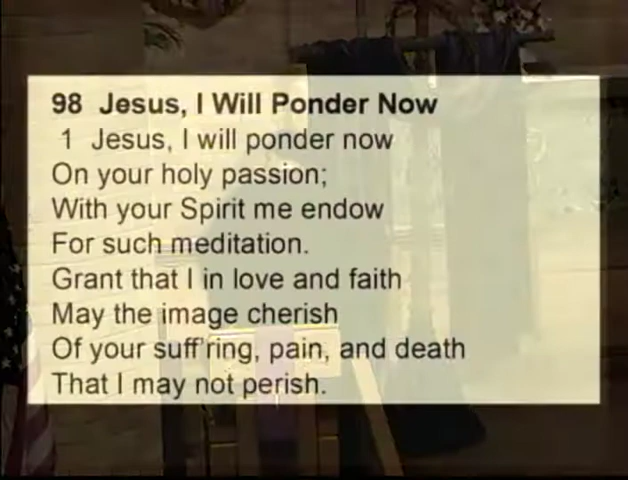 98 Jesus, I Will Ponder Now
1 Jesus, I will ponder now
On your holy passion;
With your Spirit me endow
For such meditation.
Grant that I in love and faith
May the image cherish
Of your suff'ring, pain, and death
That I may not perish.